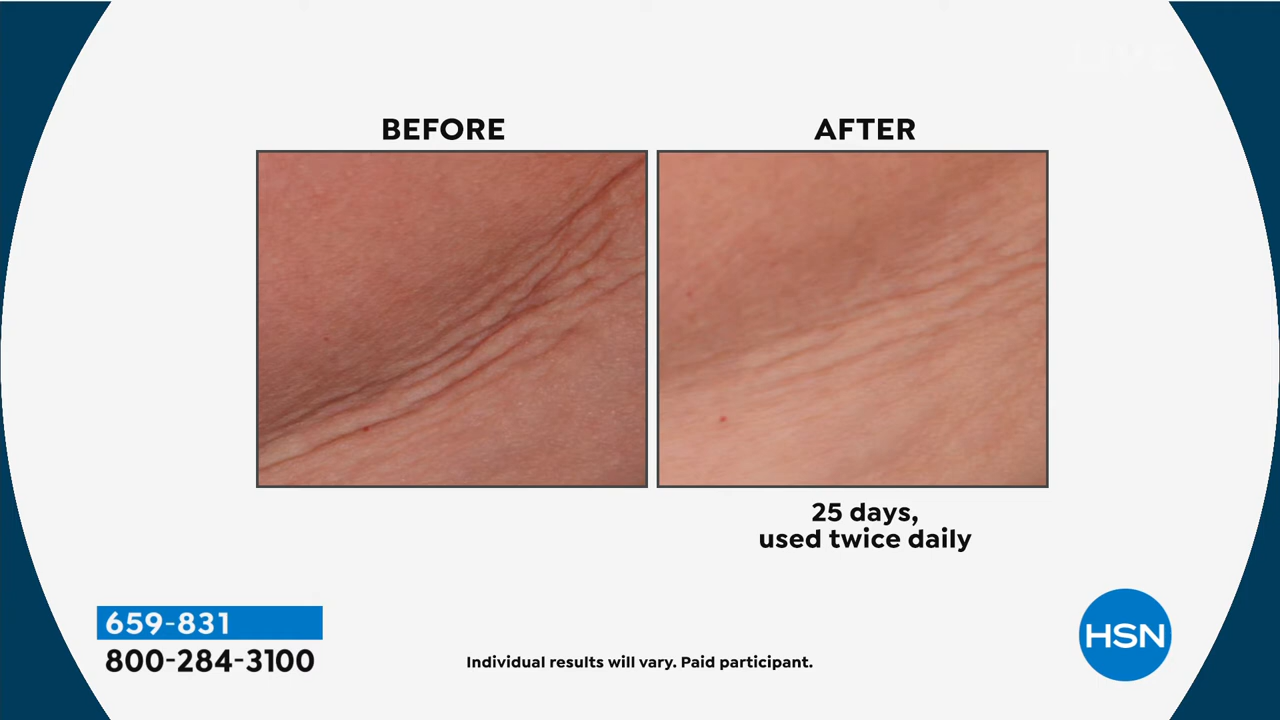 BEFORE
AFTER
25 days,
used twice daily
659-831
800-284-3100
Individual results will vary. Paid participant.
HSN